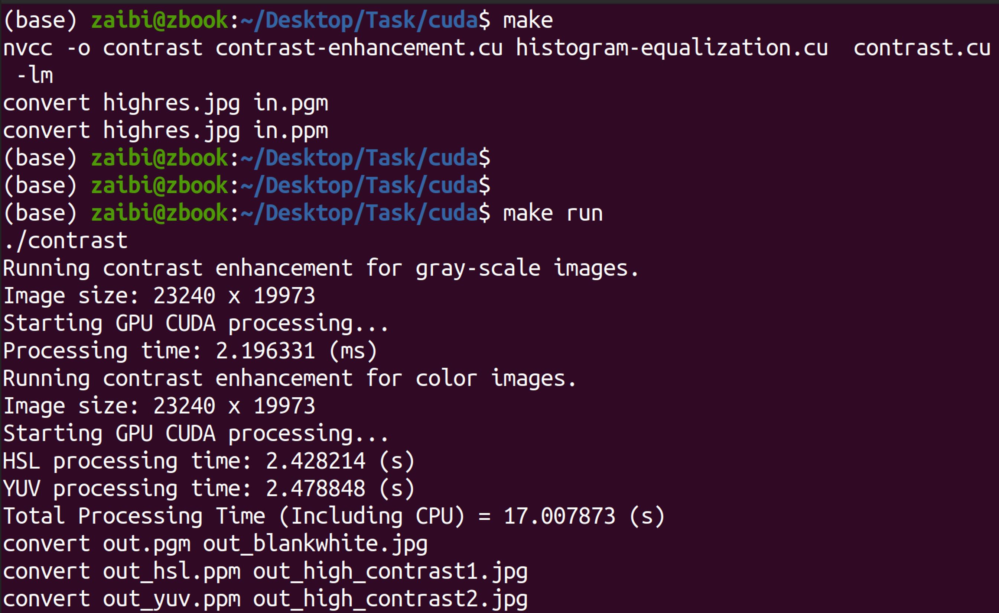 (base) zaibi@zbook:~/Desktop/Task/cuda$ make
nvcc -o contrast contrast-enhancement.cu histogram-equalization.cu  contrast.cu
 -lm
convert highres.jpg in.pgm
convert highres.jpg in.ppm
(base) zaibi@zbook:~/Desktop/Task/cuda$
(base) zaibi@zbook:~/Desktop/Task/cuda$
(base) zaibi@zbook:~/Desktop/Task/cuda$ make run
./contrast
Running contrast enhancement for gray-scale images.
Image size: 23240 x 19973
Starting GPU CUDA processing...
Processing time: 2.196331 (ms)
Running contrast enhancement for color images.
Image size: 23240 x 19973
Starting GPU CUDA processing...
HSL processing time: 2.428214 (s)
YUV processing time: 2.478848 (s)
Total Processing Time (Including CPU) = 17.007873 (s)
convert out.pgm out_blankwhite.jpg
convert out_hsl.ppm out_high_contrast1.jpg
convert out_yuv.ppm out_high_contrast2.jpg